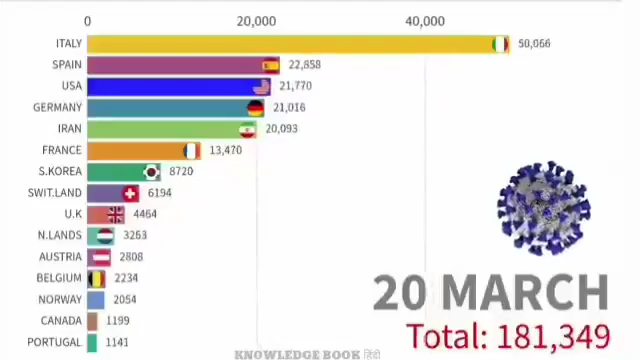 0 20,000 40,000
ITALY 50,066
SPAIN 22,858
USA 21,770
GERMANY 21,016
IRAN 20,093
FRANCE 13,470
S.KOREA 8720
SWIT.LAND 6194
U.K 4464
N.LANDS 3263
AUSTRIA 2808
BELGIUM 2234
NORWAY 2054
CANADA 1199
PORTUGAL 1141
20 MARCH
Total: 181,349
KNOWLEDGE BOOK